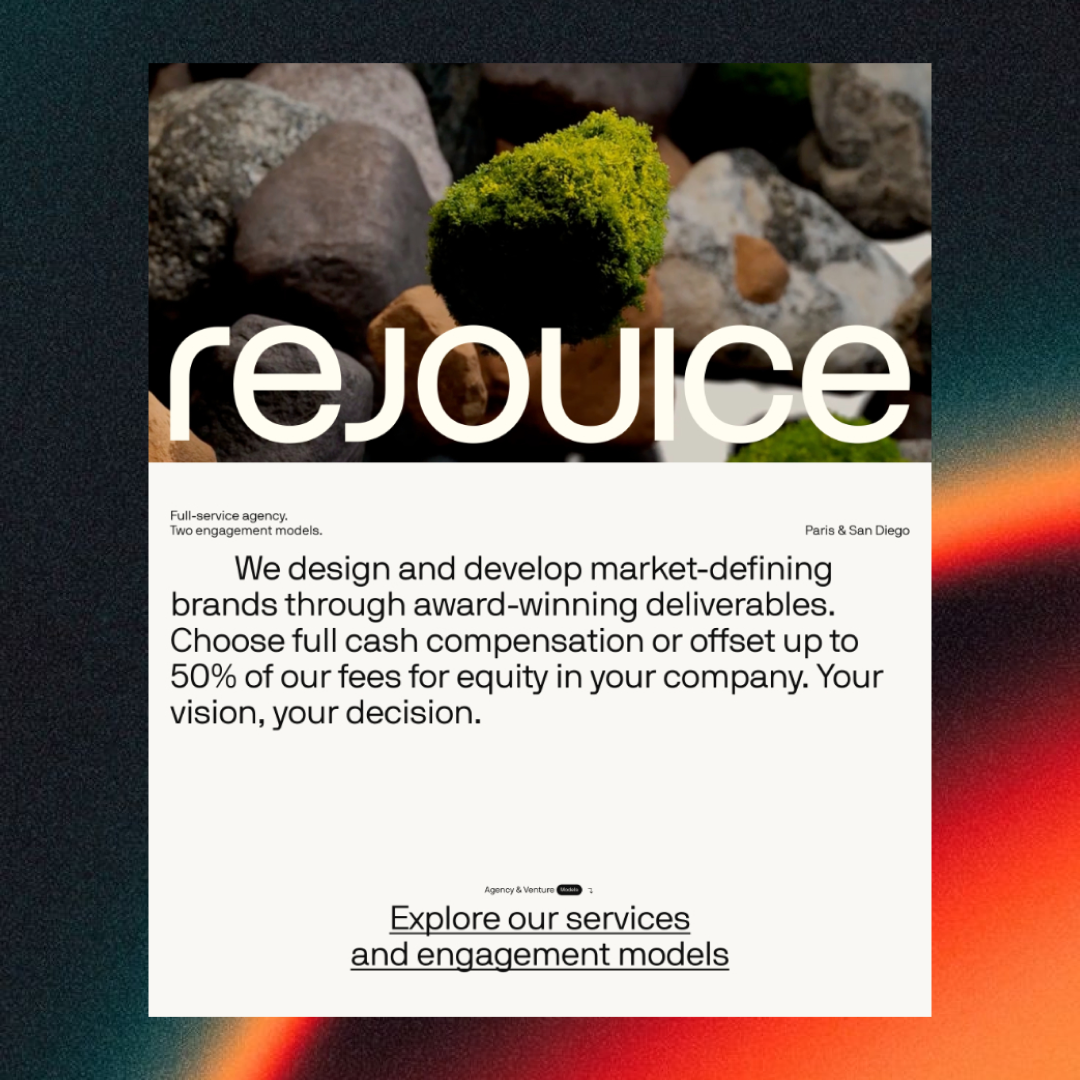 rejouice
Full-service agency.
Two engagement models.
Paris & San Diego
We design and develop market-defining
brands through award-winning deliverables.
Choose full cash compensation or offset up to
50% of our fees for equity in your company. Your
vision, your decision.
Agency & Venture Models
Explore our services
and engagement models